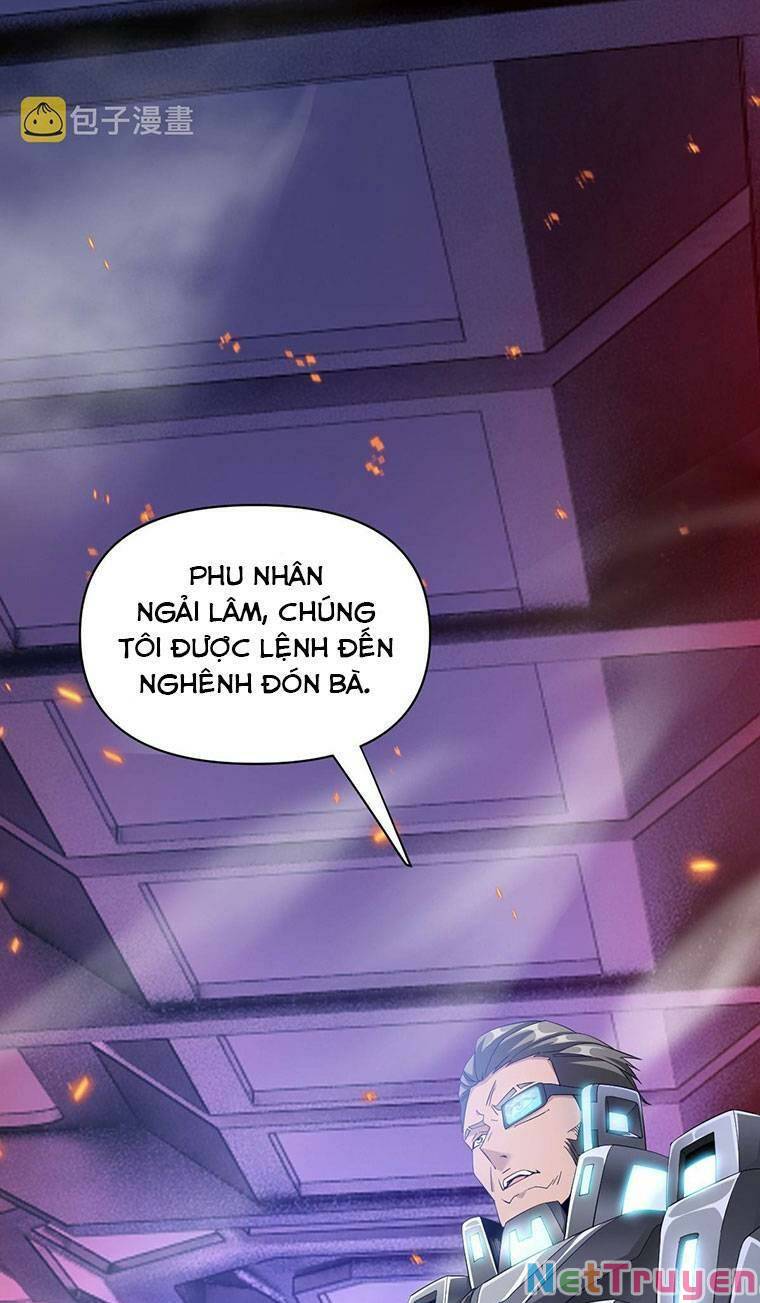 包子漫畫
PHU NHÂN
NGẢI LÂM, CHÚNG
TÔI ĐƯỢC LỆNH ĐẾN
NGHÊNH ĐÓN BÀ.
NetTruyen